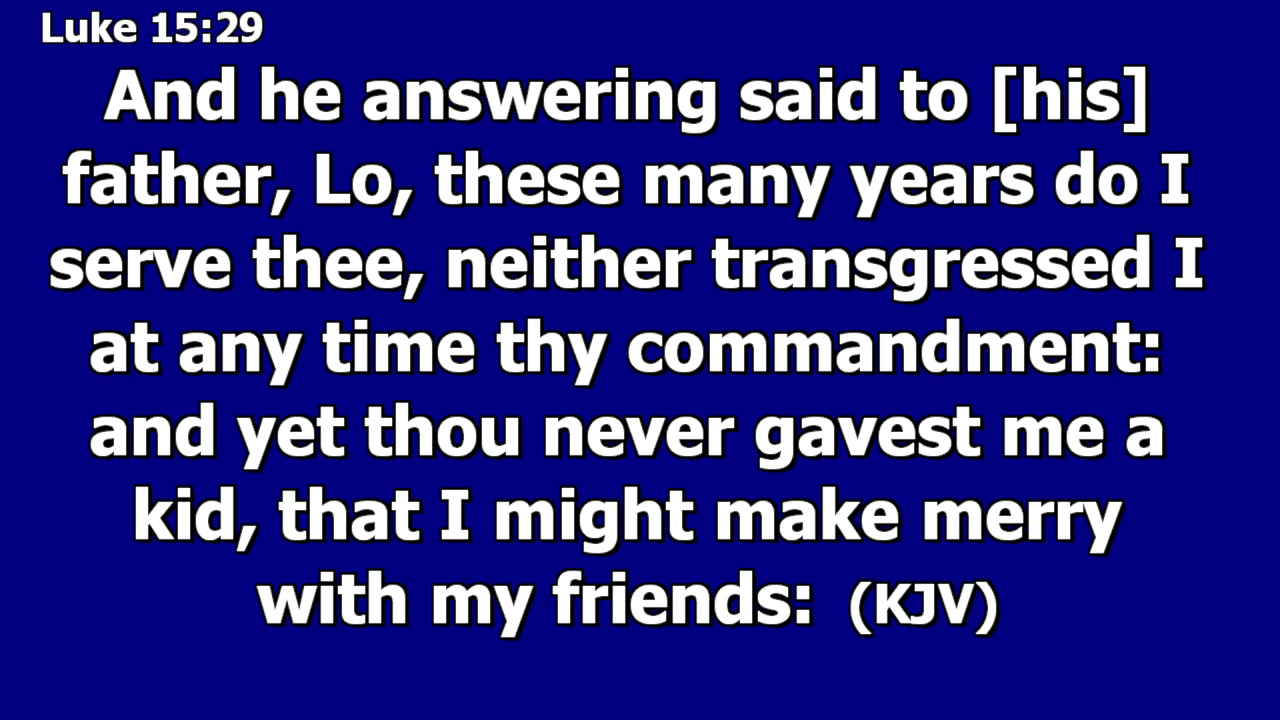 Luke 15:29
And he answering said to [his]
father, Lo, these many years do I
serve thee, neither transgressed I
at any time thy commandment:
and yet thou never gavest me a
kid, that I might make merry
with my friends: (KJV)